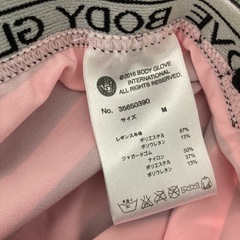 OVE BODY GL
©2016 BODY GLOVE
INTERNATIONAL
ALL RIGHTS RESERVED.
No. 35650390
サイズ M
レギンス本体
ポリエステル 87%
ポリウレタン 13%
ジャガードゴム
ポリエステル 50%
ナイロン 37%
ポリウレタン 13%